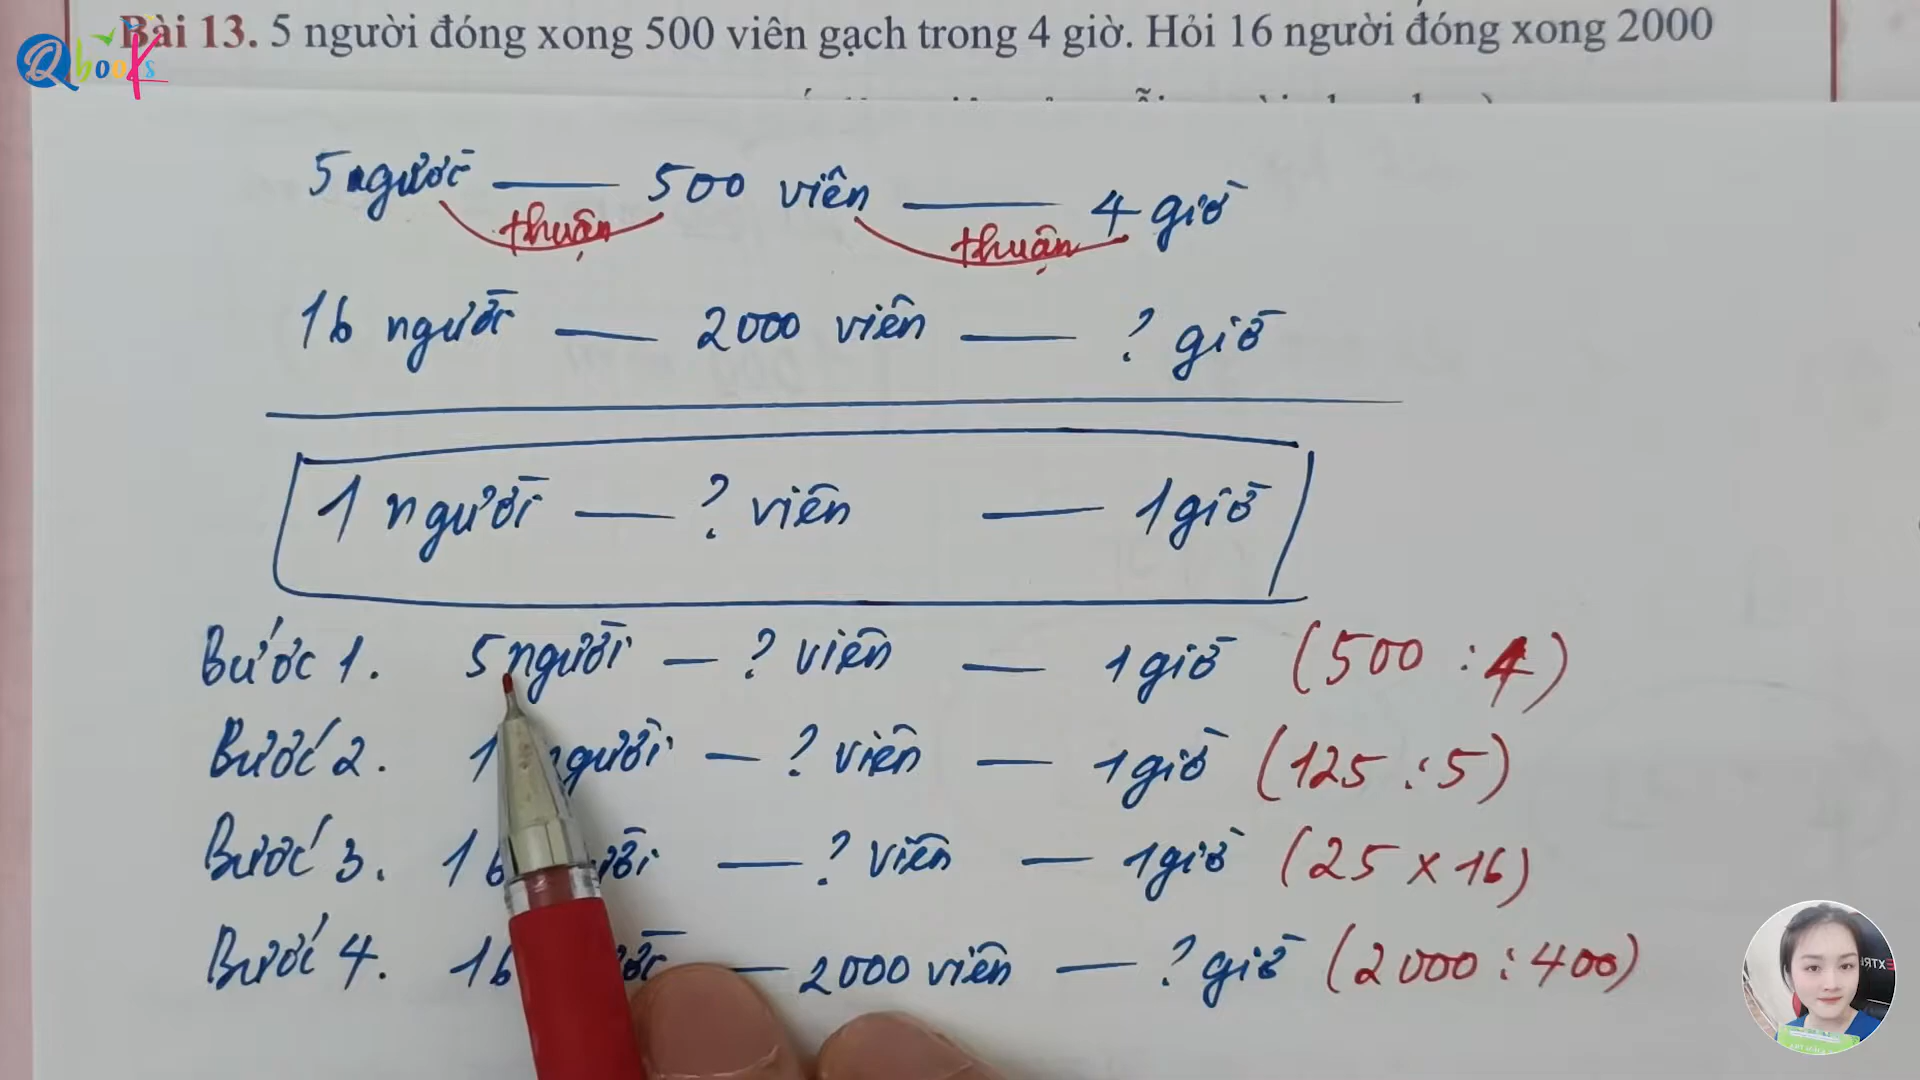 Qbooks
Bài 13. 5 người đóng xong 500 viên gạch trong 4 giờ. Hỏi 16 người đóng xong 2000
5 người — 500 viên — 4 giờ
thuận thuận
16 người — 2000 viên — ? giờ
1 người — ? viên — 1 giờ
Bước 1. 5 người — ? viên — 1 giờ (500 : 4)
Bước 2. 1 người — ? viên — 1 giờ (125 : 5)
Bước 3. 16 — ? viên — 1 giờ (25 x 16)
Bước 4. 16 — 2000 viên — ? giờ (2000 : 400)